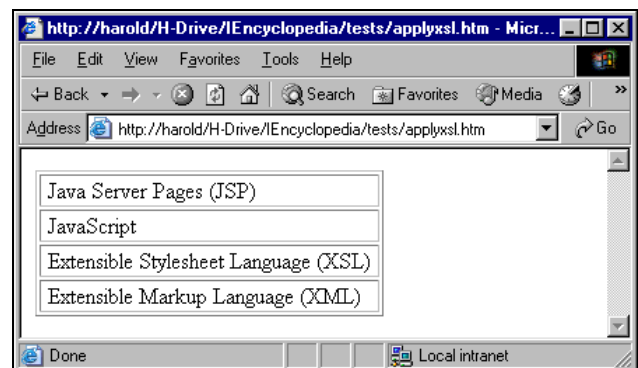 http://harold/H-Drive/IEncyclopedia/tests/applyxsl.htm - Micr...
File Edit View Favorites Tools Help
Back Search Favorites Media »
Address http://harold/H-Drive/IEncyclopedia/tests/applyxsl.htm Go
Java Server Pages (JSP)
JavaScript
Extensible Stylesheet Language (XSL)
Extensible Markup Language (XML)
Done Local intranet